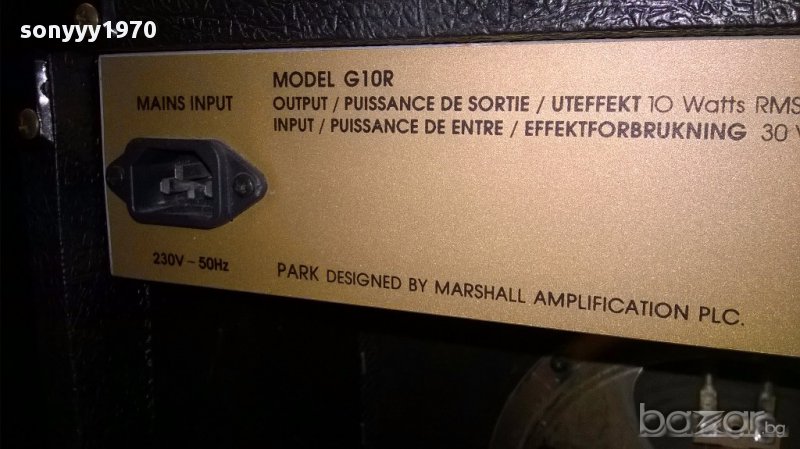 sonyyy1970
MODEL G10R
MAINS INPUT
OUTPUT / PUISSANCE DE SORTIE / UTEFFEKT 10 Watts RMS
INPUT / PUISSANCE DE ENTRE / EFFEKTFORBRUKNING 30
230V ~ 50Hz
PARK DESIGNED BY MARSHALL AMPLIFICATION PLC.
bazar.bg